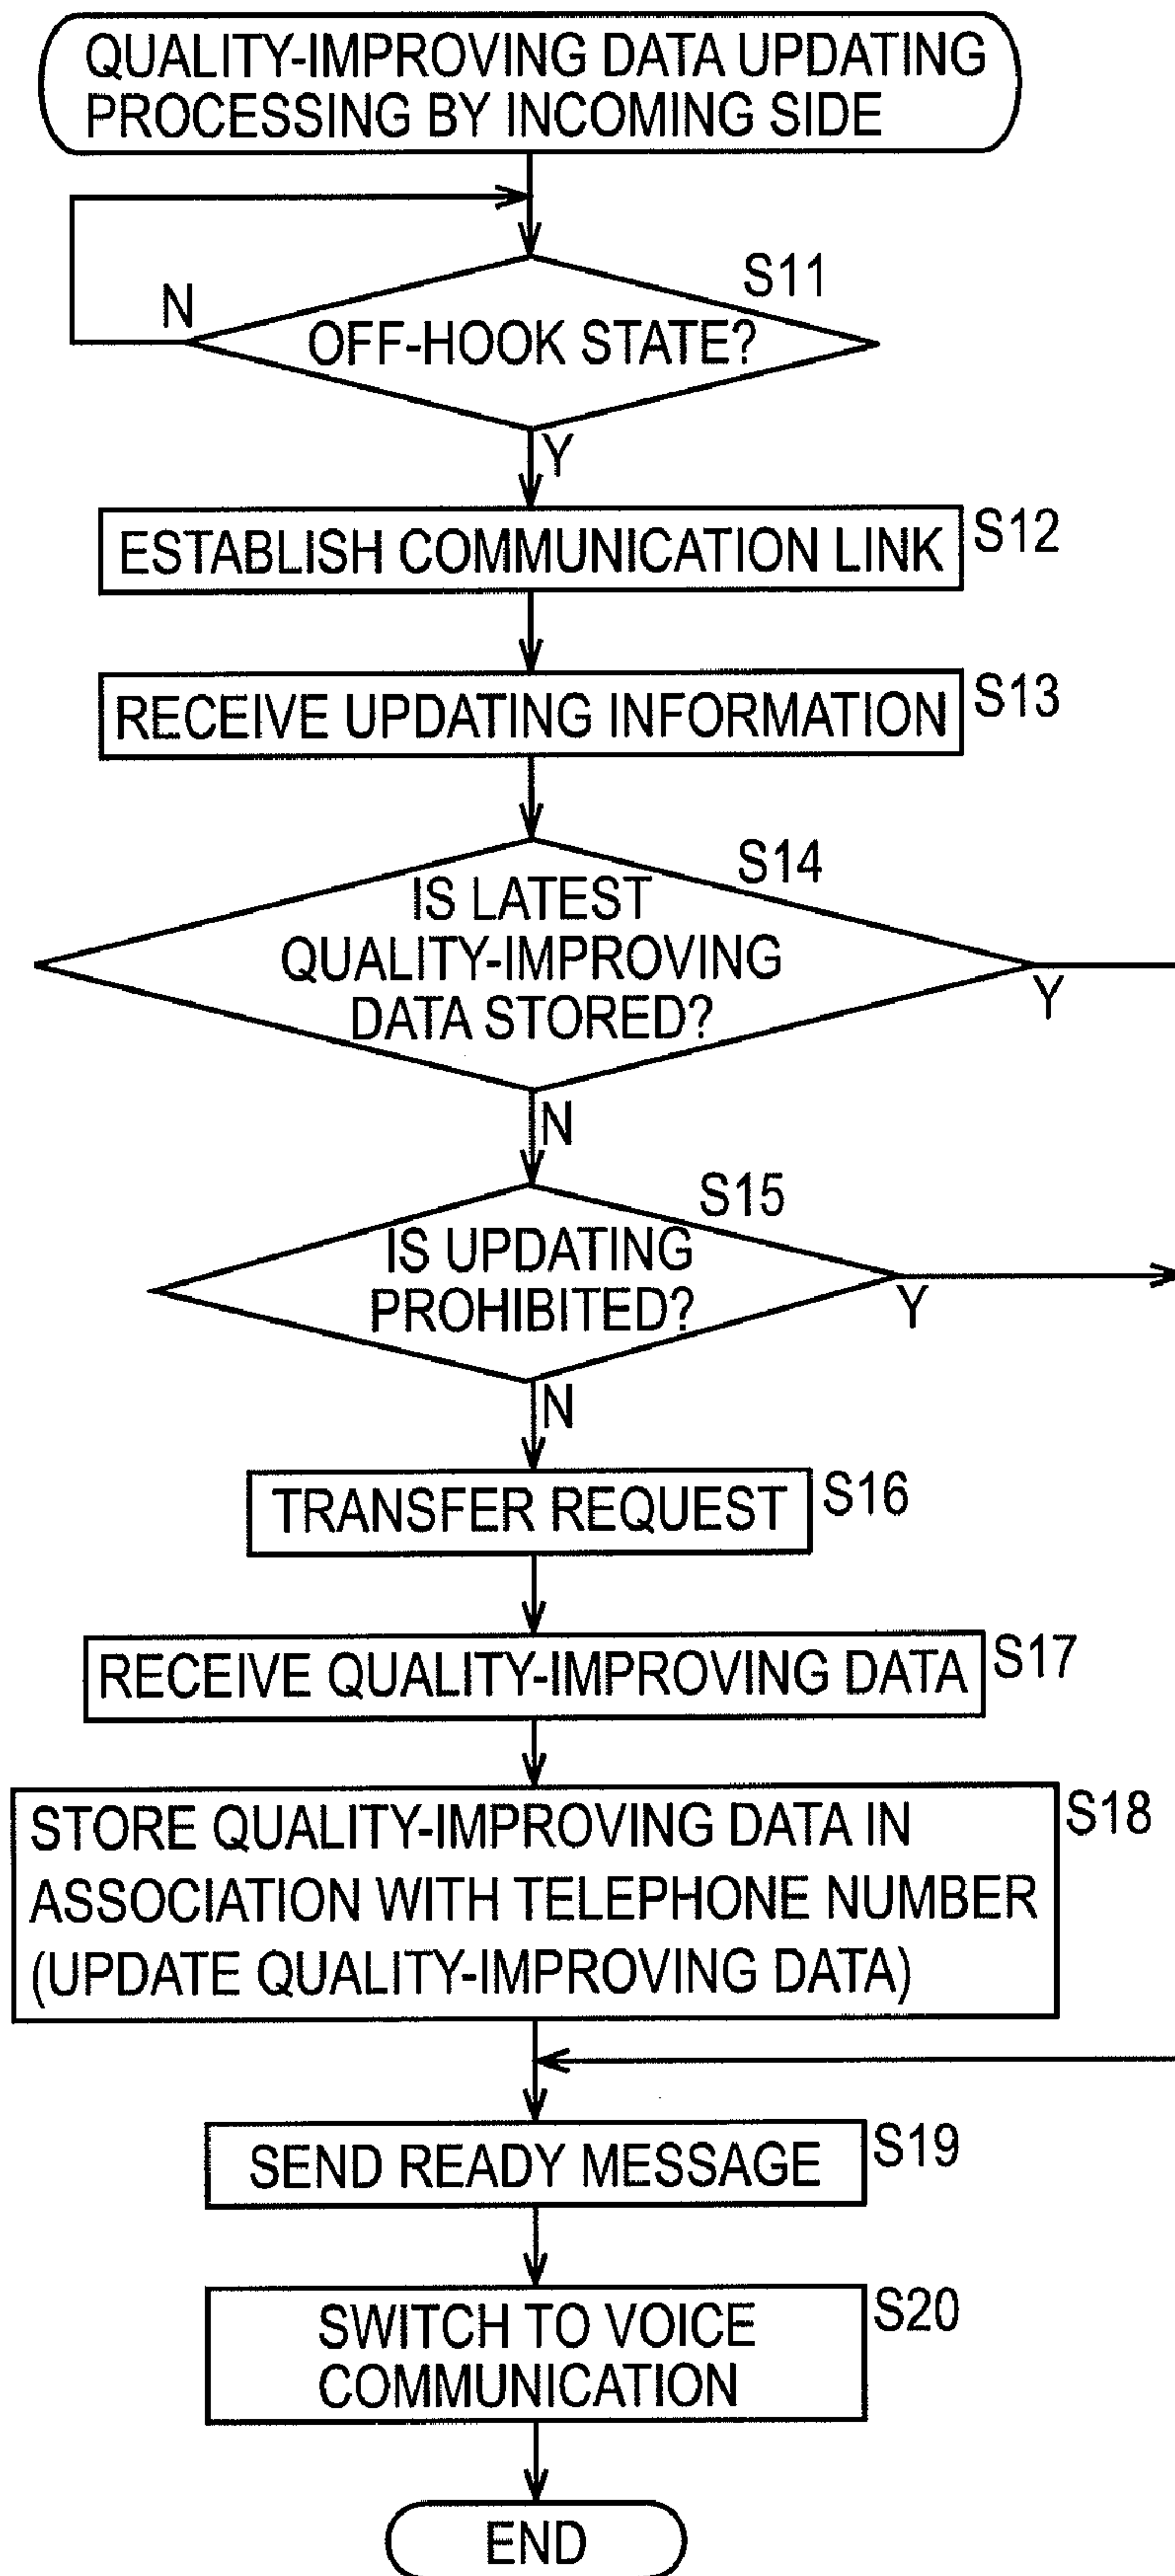 QUALITY-IMPROVING DATA UPDATING
PROCESSING BY INCOMING SIDE
S11
N
OFF-HOOK STATE?
Y
ESTABLISH COMMUNICATION LINK
S12
RECEIVE UPDATING INFORMATION
S13
S14
IS LATEST
QUALITY-IMPROVING
DATA STORED?
Y
N
S15
IS UPDATING
PROHIBITED?
Y
N
TRANSFER REQUEST
S16
RECEIVE QUALITY-IMPROVING DATA
S17
STORE QUALITY-IMPROVING DATA IN
ASSOCIATION WITH TELEPHONE NUMBER
(UPDATE QUALITY-IMPROVING DATA)
S18
SEND READY MESSAGE
S19
SWITCH TO VOICE
COMMUNICATION
S20
END